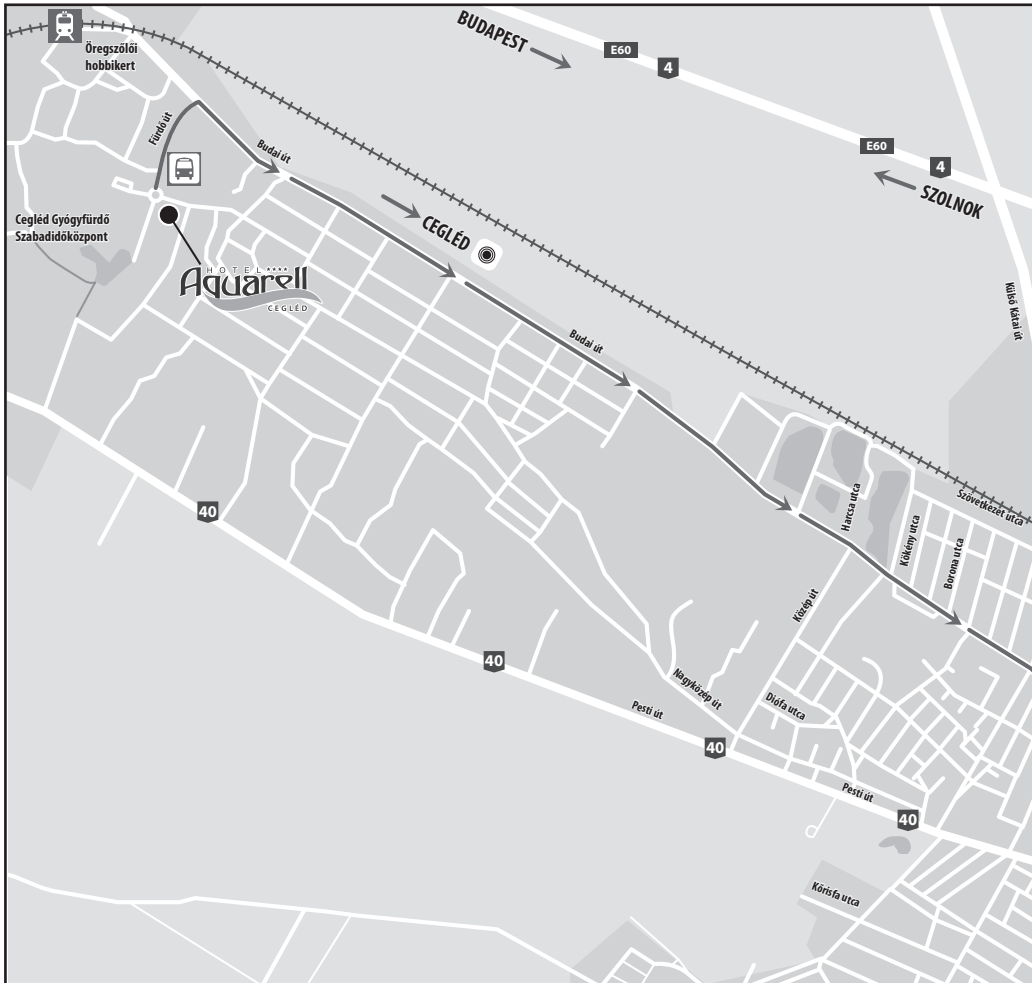 Öregszőlői
hobbikert
BUDAPEST
E60
4
E60
4
SZOLNOK
Fürdő út
Budai út
CEGLÉD
Cegléd Gyógyfürdő
Szabadidőközpont
HOTEL****
Aquarell
CEGLÉD
Külső Kátai út
Budai út
Szövetkezet utca
Harcsa utca
Kökény utca
Borona utca
Közép út
40
40
Nagyközép út
Diófa utca
Pesti út
40
Pesti út
40
Kőrisfa utca